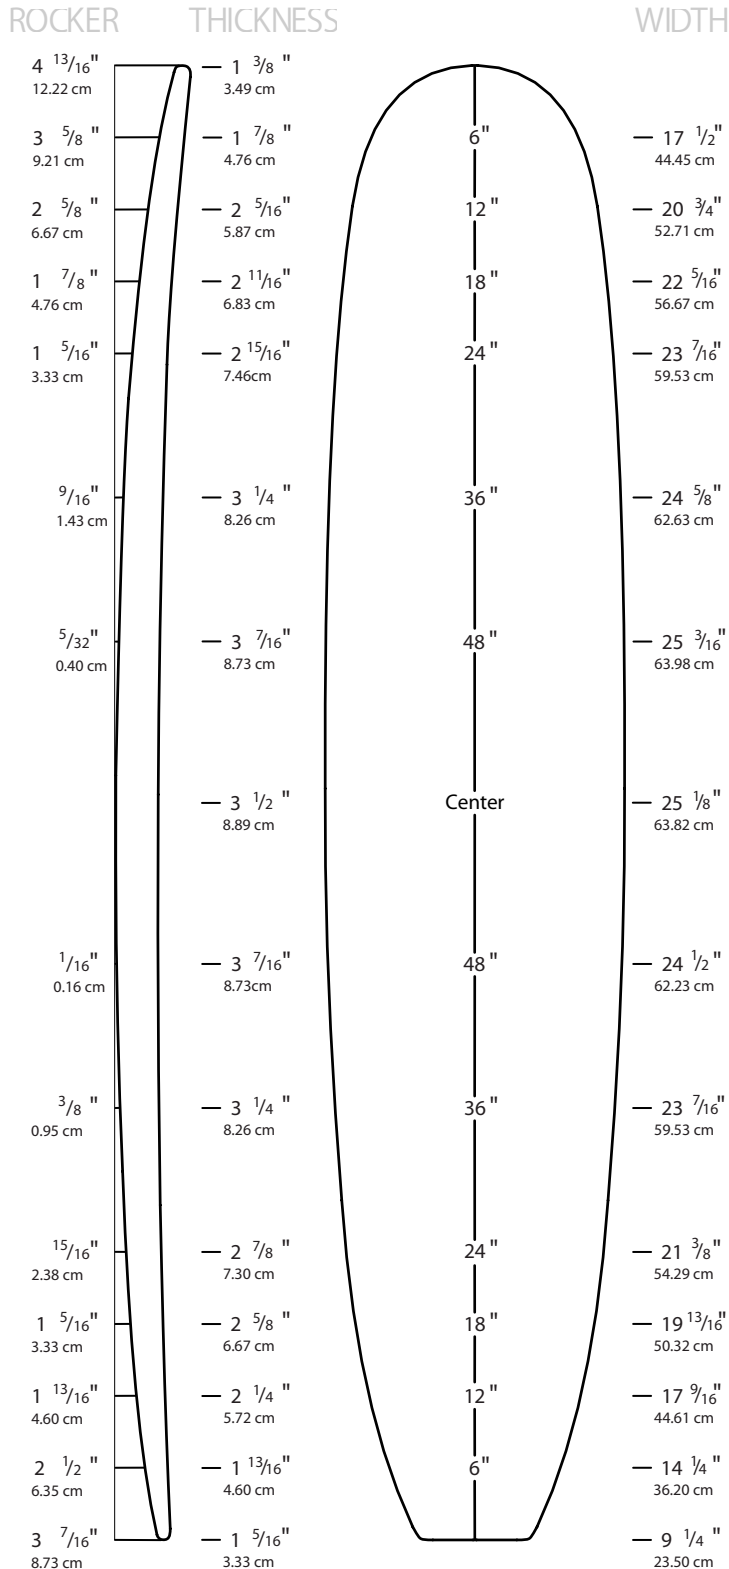 ROCKER THICKNESS WIDTH
4 13/16" 1 3/8 "
12.22 cm 3.49 cm
3 5/8 " 1 7/8 " 6" 17 1/2"
9.21 cm 4.76 cm 44.45 cm
2 5/8 " 2 5/16" 12" 20 3/4"
6.67 cm 5.87 cm 52.71 cm
1 7/8 " 2 11/16" 18" 22 5/16"
4.76 cm 6.83 cm 56.67 cm
1 5/16" 2 15/16" 24" 23 7/16"
3.33 cm 7.46cm 59.53 cm
9/16" 3 1/4 " 36" 24 5/8"
1.43 cm 8.26 cm 62.63 cm
5/32" 3 7/16" 48" 25 3/16"
0.40 cm 8.73 cm 63.98 cm
3 1/2 " Center 25 1/8"
8.89 cm 63.82 cm
1/16" 3 7/16" 48" 24 1/2"
0.16 cm 8.73cm 62.23 cm
3/8 " 3 1/4 " 36" 23 7/16"
0.95 cm 8.26 cm 59.53 cm
15/16" 2 7/8 " 24" 21 3/8"
2.38 cm 7.30 cm 54.29 cm
1 5/16" 2 5/8 " 18" 19 13/16"
3.33 cm 6.67 cm 50.32 cm
1 13/16" 2 1/4 " 12" 17 9/16"
4.60 cm 5.72 cm 44.61 cm
2 1/2 " 1 13/16" 6" 14 1/4 "
6.35 cm 4.60 cm 36.20 cm
3 7/16" 1 5/16" 9 1/4 "
8.73 cm 3.33 cm 23.50 cm